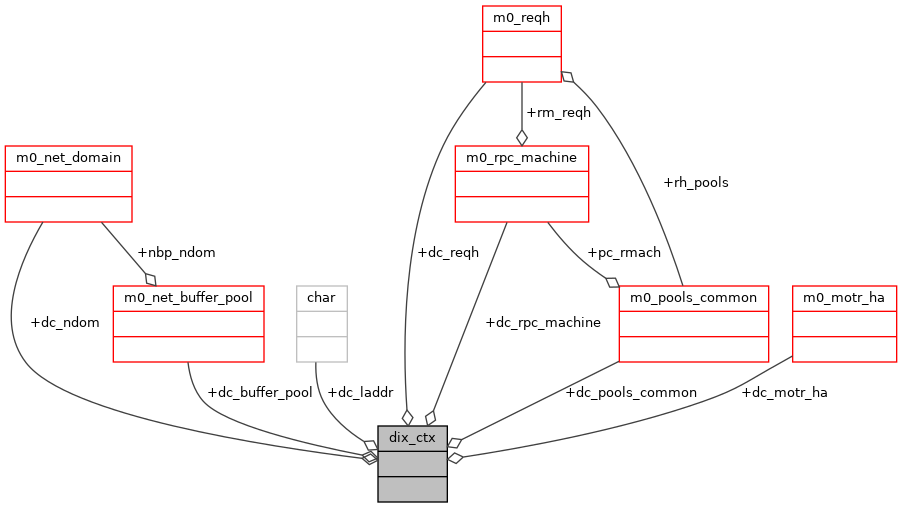 m0_reqh
+rm_reqh
m0_net_domain
m0_rpc_machine
+rh_pools
+nbp_ndom
+dc_reqh
+pc_rmach
m0_net_buffer_pool
char
m0_pools_common
m0_motr_ha
+dc_ndom
+dc_rpc_machine
+dc_buffer_pool
+dc_laddr
+dc_pools_common
+dc_motr_ha
dix_ctx